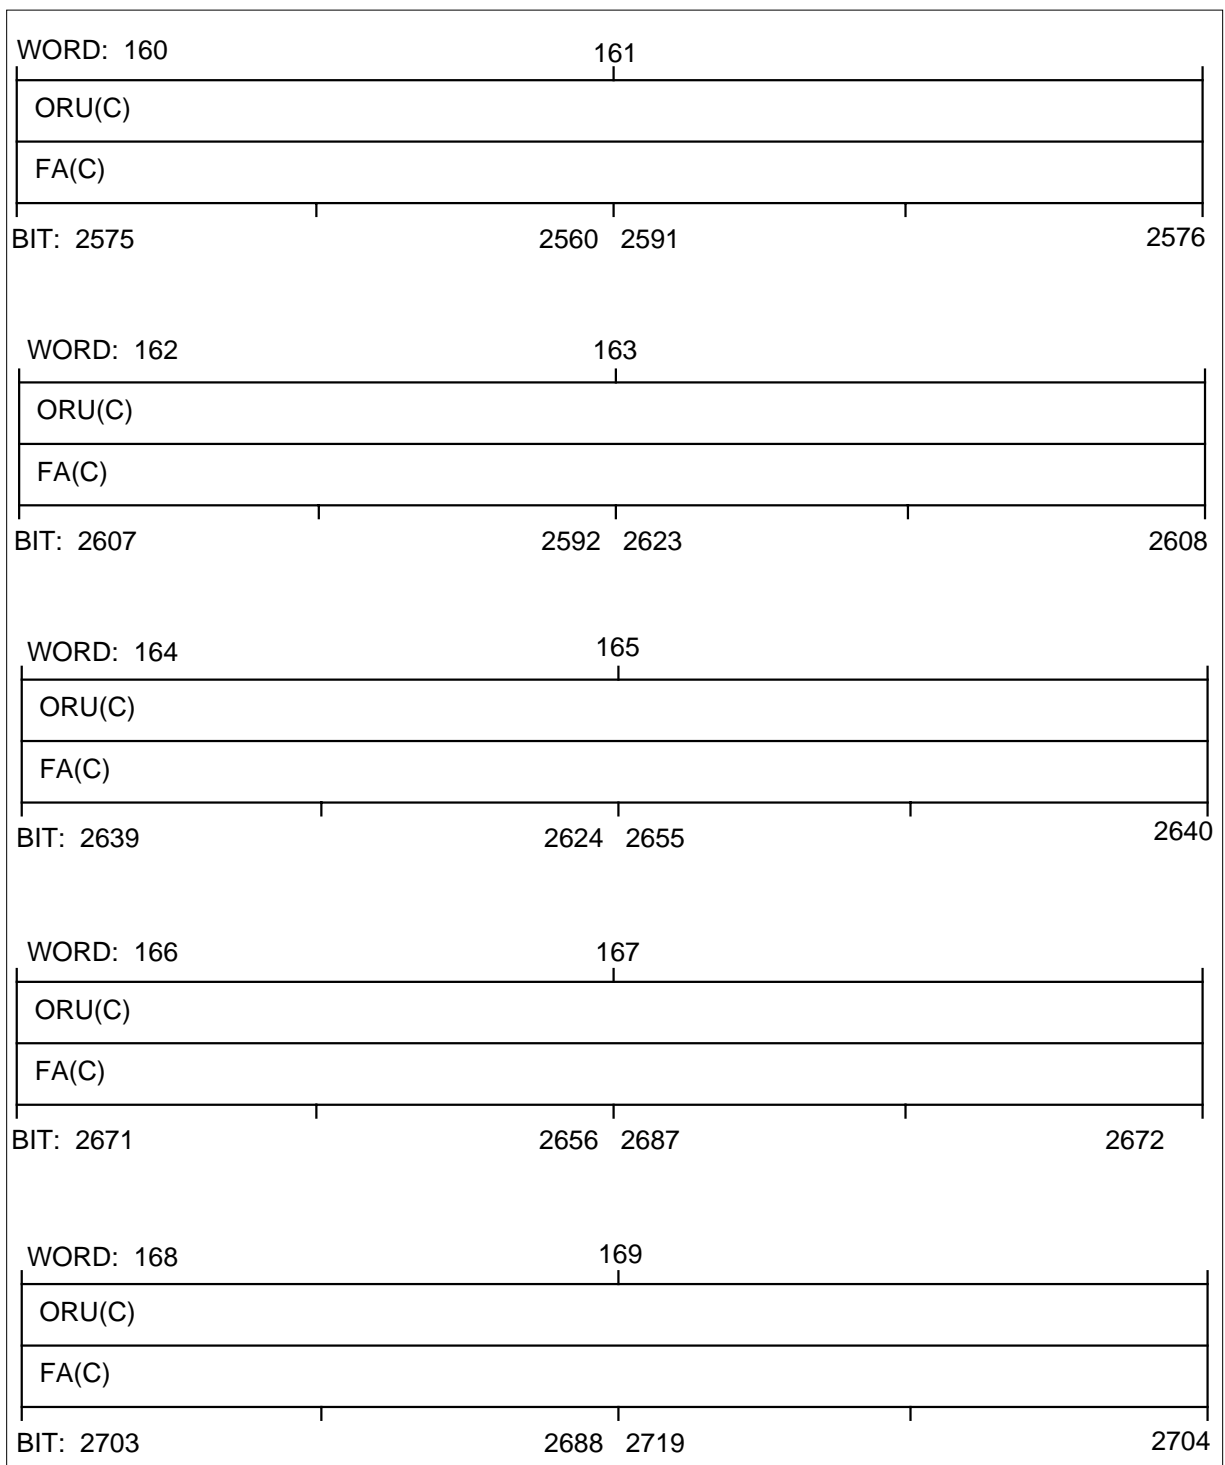 WORD: 160 161
ORU(C)
FA(C)
BIT: 2575 2560 2591 2576
WORD: 162 163
ORU(C)
FA(C)
BIT: 2607 2592 2623 2608
WORD: 164 165
ORU(C)
FA(C)
BIT: 2639 2624 2655 2640
WORD: 166 167
ORU(C)
FA(C)
BIT: 2671 2656 2687 2672
WORD: 168 169
ORU(C)
FA(C)
BIT: 2703 2688 2719 2704